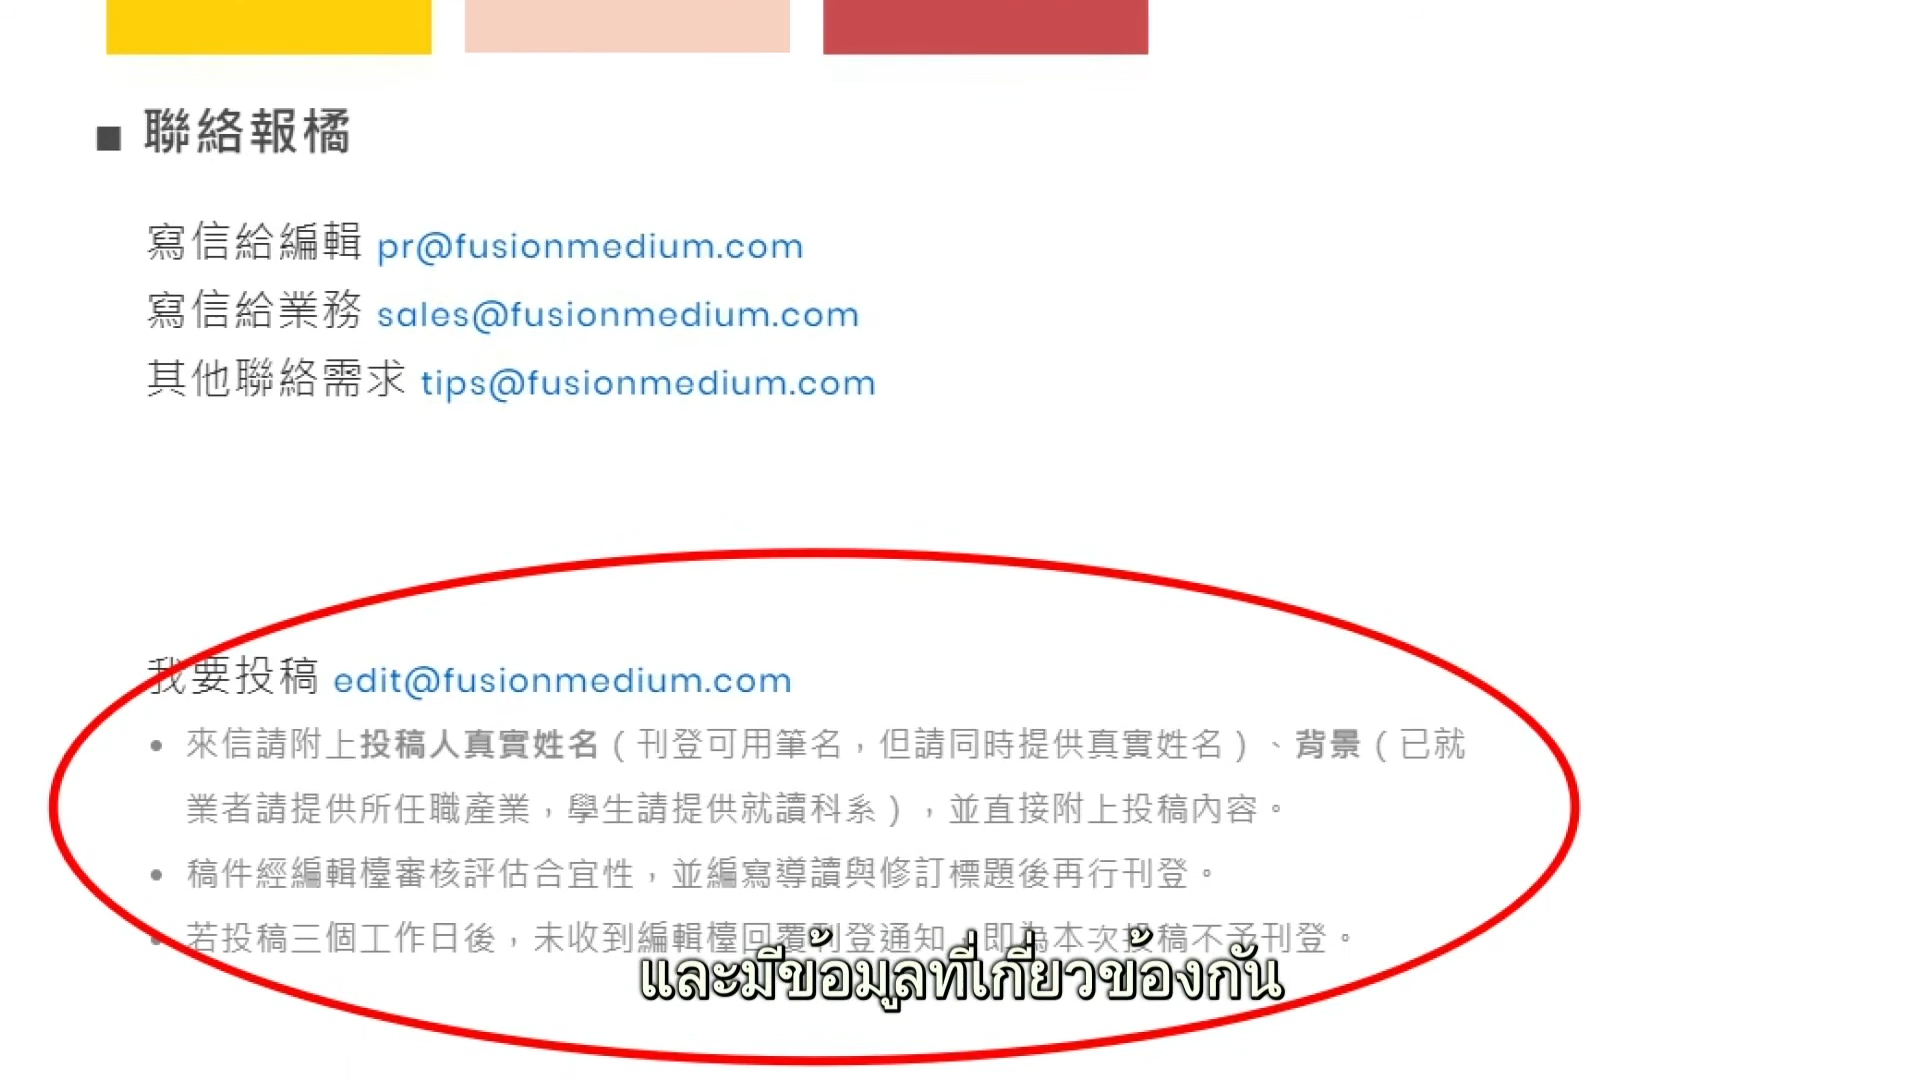 ■ 聯絡報橘
寫信給編輯 pr@fusionmedium.com
寫信給業務 sales@fusionmedium.com
其他聯絡需求 tips@fusionmedium.com
我要投稿 edit@fusionmedium.com
• 來信請附上投稿人真實姓名（刊登可用筆名，但請同時提供真實姓名）、背景（已就
業者請提供所任職產業，學生請提供就讀科系），並直接附上投稿內容。
• 稿件經編輯檯審核評估合宜性，並編寫導讀與修訂標題後再行刊登。
• 若投稿三個工作日後，未收到編輯檯回覆刊登通知，即為本次投稿不予刊登。
และมีข้อมูลที่เกี่ยวข้องกัน